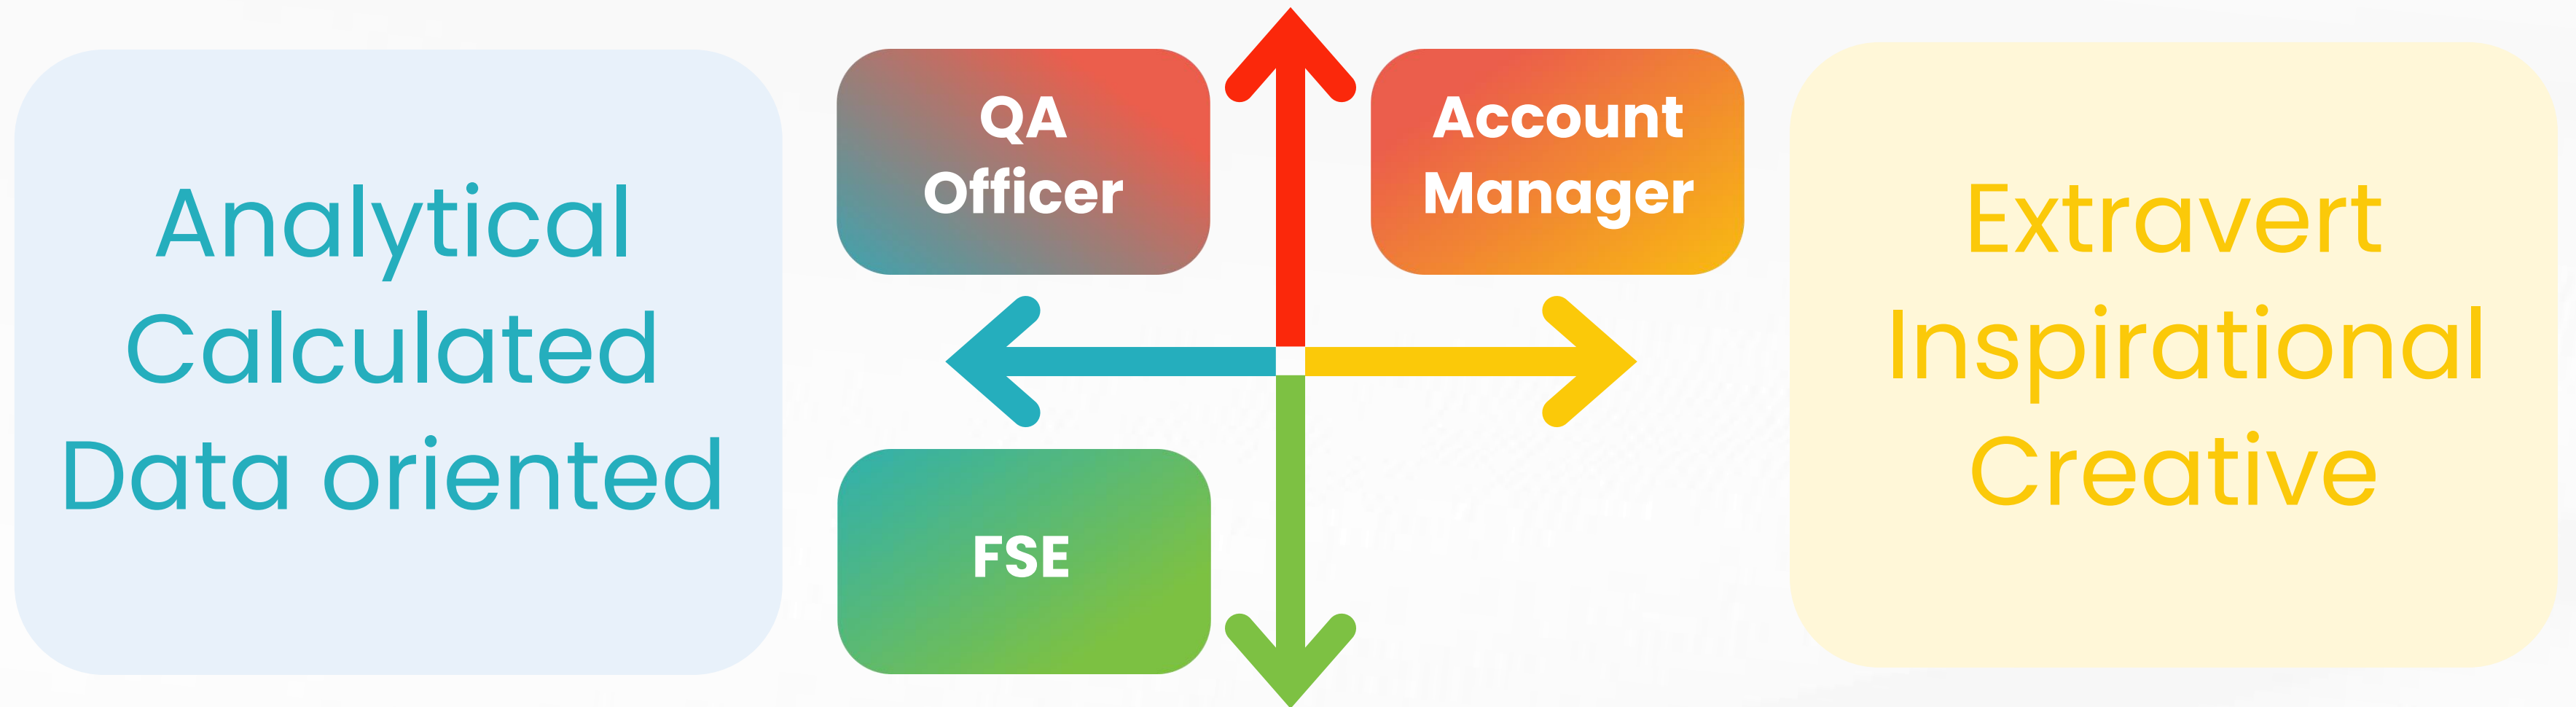 Analytical
Calculated
Data oriented
QA
Officer
Account
Manager
FSE
Extravert
Inspirational
Creative